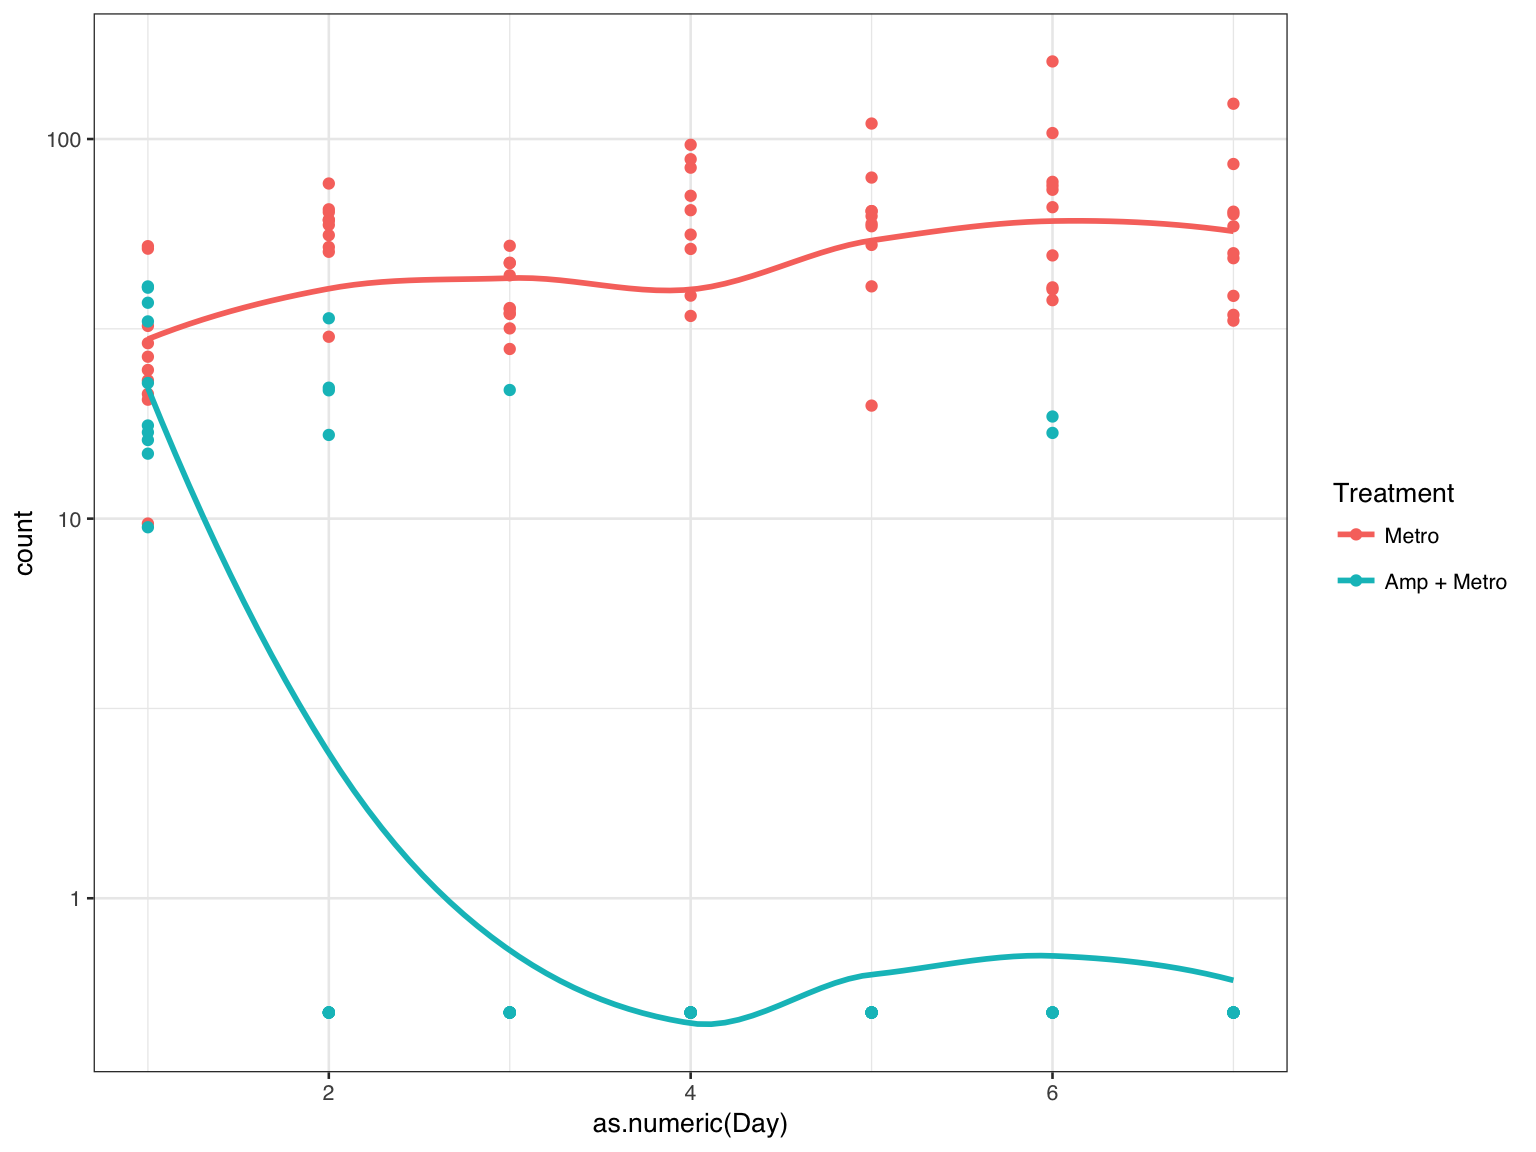 100
10
1
count
2
4
6
as.numeric(Day)
Treatment
Metro
Amp + Metro